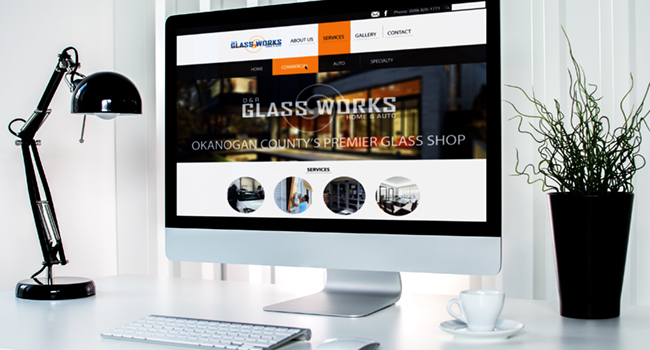 Phone: (509) 826-1771
GLASS WORKS
ABOUT US
SERVICES
GALLERY
CONTACT
HOME
COMMERCIAL
AUTO
SPECIALTY
D & R
GLASS WORKS
HOME & AUTO
OKANOGAN COUNTY'S PREMIER GLASS SHOP
SERVICES